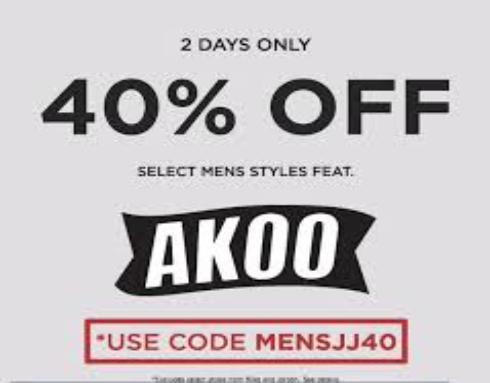 2 DAYS ONLY
40% OFF
SELECT MENS STYLES FEAT.
AKOO
*USE CODE MENSJJ40